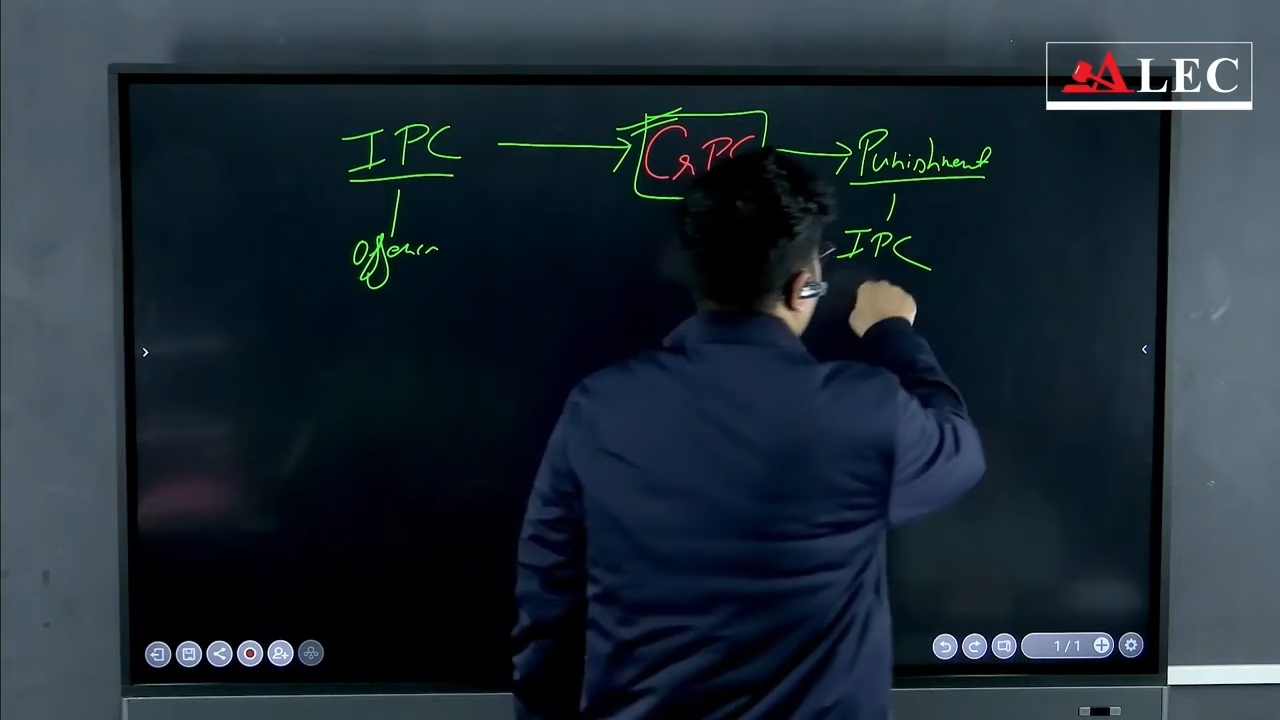 ALEC
IPC → CrPC → Punishment
Offence IPC
1/1